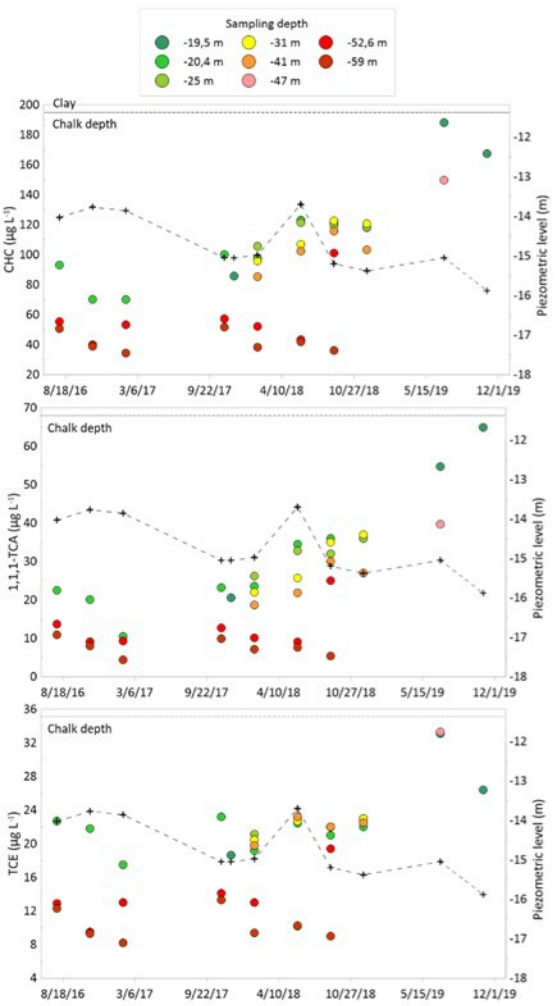 Sampling depth
-19,5 m -31 m -52,6 m
-20,4 m -41 m -59 m
-25 m -47 m
Clay
Chalk depth
CHC (µg L⁻¹)
200
180
160
140
120
100
80
60
40
20
-12
-13
-14
-15
-16
-17
-18
Piezometric level (m)
8/18/16 3/6/17 9/22/17 4/10/18 10/27/18 5/15/19 12/1/19
Chalk depth
1,1,1-TCA (µg L⁻¹)
70
60
50
40
30
20
10
0
-12
-13
-14
-15
-16
-17
-18
Piezometric level (m)
8/18/16 3/6/17 9/22/17 4/10/18 10/27/18 5/15/19 12/1/19
Chalk depth
TCE (µg L⁻¹)
36
32
28
24
20
16
12
8
4
-12
-13
-14
-15
-16
-17
-18
Piezometric level (m)
8/18/16 3/6/17 9/22/17 4/10/18 10/27/18 5/15/19 12/1/19